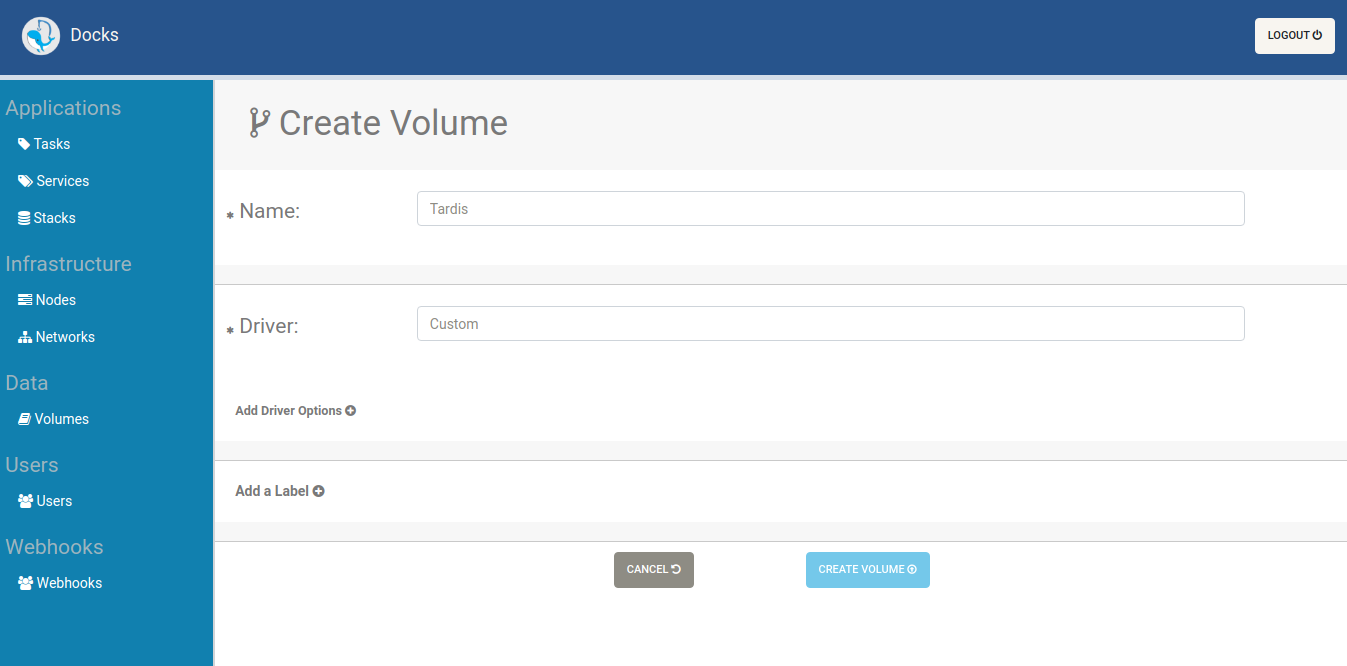 Docks
LOGOUT
Applications
Tasks
Services
Stacks
Infrastructure
Nodes
Networks
Data
Volumes
Users
Users
Webhooks
Webhooks
Create Volume
* Name:
Tardis
* Driver:
Custom
Add Driver Options
Add a Label
CANCEL
CREATE VOLUME